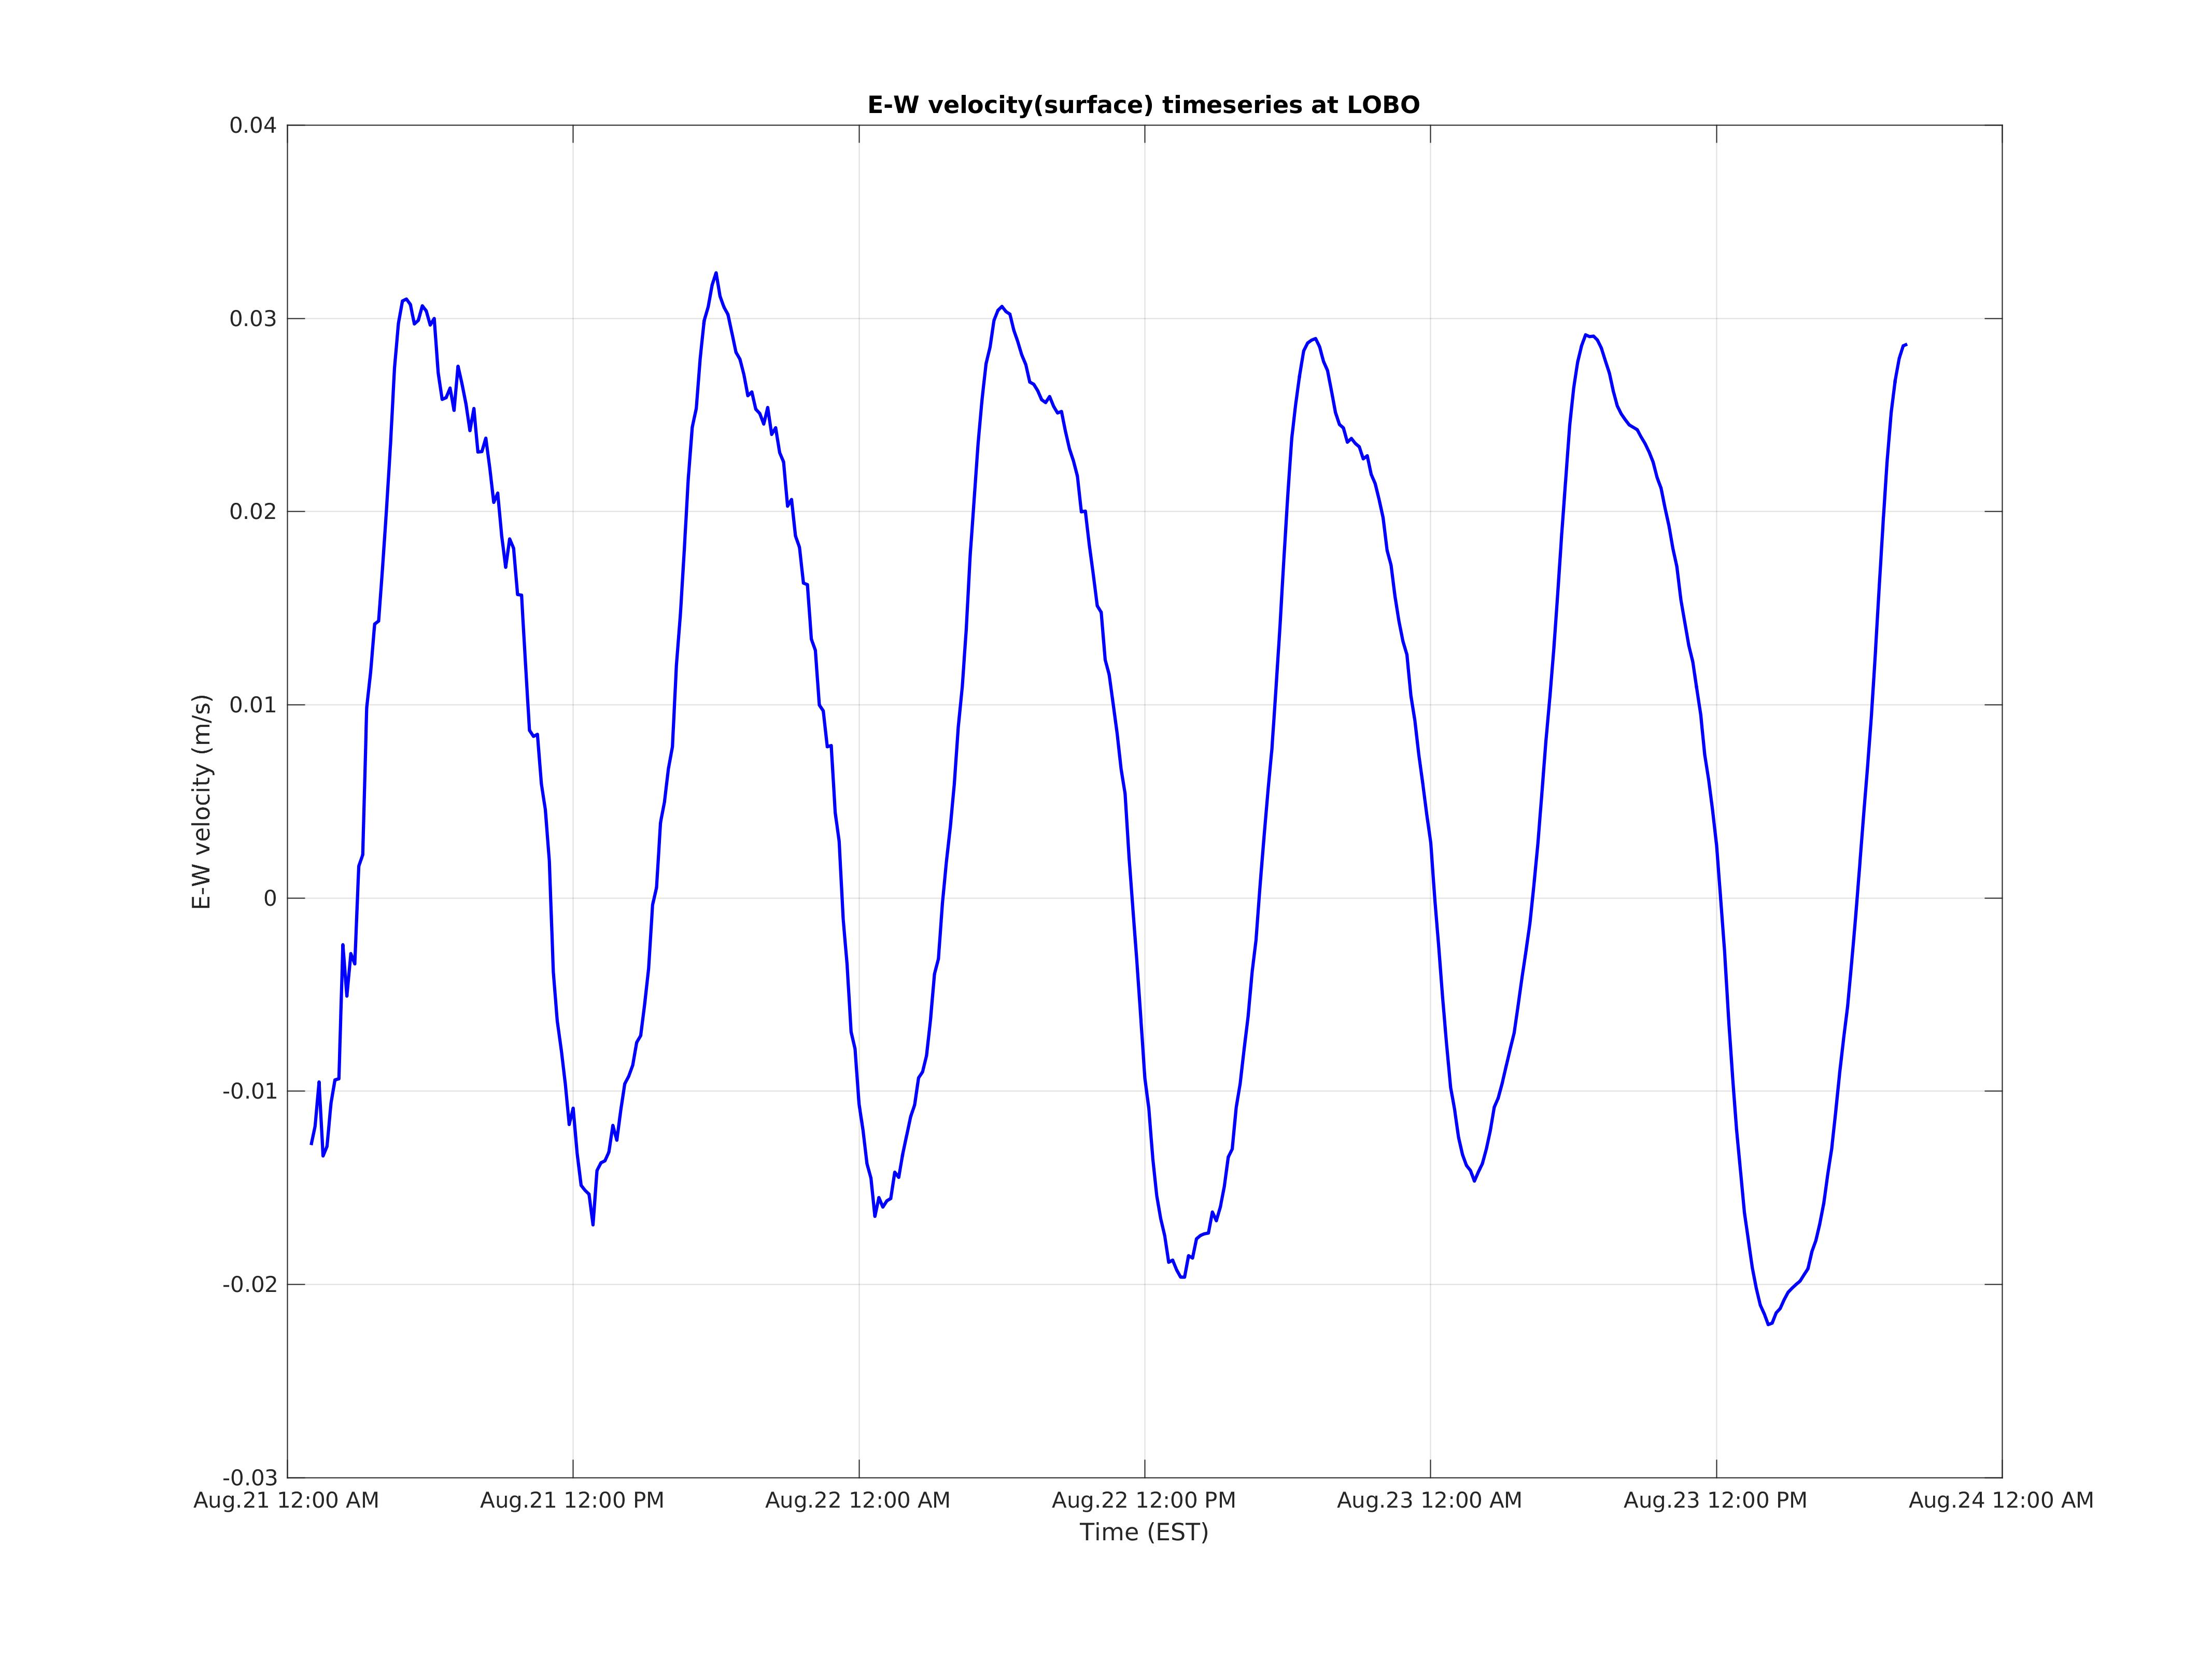 E-W velocity(surface) timeseries at LOBO
0.04
0.03
0.02
0.01
0
-0.01
-0.02
-0.03
E-W velocity (m/s)
Aug.21 12:00 AM Aug.21 12:00 PM Aug.22 12:00 AM Aug.22 12:00 PM Aug.23 12:00 AM Aug.23 12:00 PM Aug.24 12:00 AM
Time (EST)